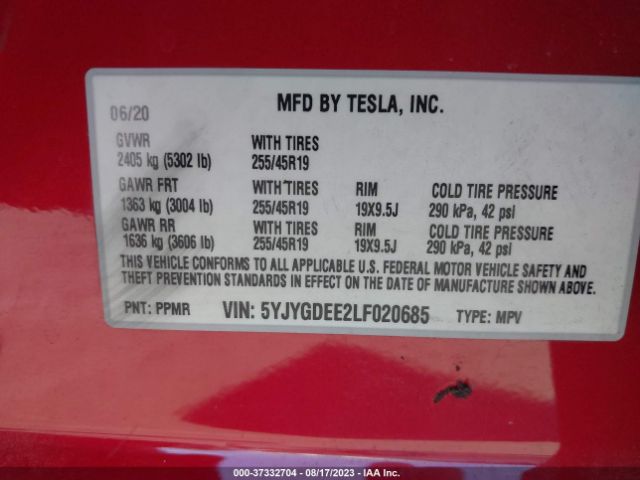 MFD BY TESLA, INC.
06/20
GVWR WITH TIRES
2405 kg (5302 lb) 255/45R19
GAWR FRT WITH TIRES RIM COLD TIRE PRESSURE
1363 kg (3004 lb) 255/45R19 19X9.5J 290 kPa, 42 psi
GAWR RR WITH TIRES RIM COLD TIRE PRESSURE
1636 kg (3606 lb) 255/45R19 19X9.5J 290 kPa, 42 psi
THIS VEHICLE CONFORMS TO ALL APPLICABLE U.S. FEDERAL MOTOR VEHICLE SAFETY AND
THEFT PREVENTION STANDARDS IN EFFECT ON THE DATE OF MANUFACTURE SHOWN ABOVE.
PNT: PPMR VIN: 5YJYGDEE2LF020685 TYPE: MPV
000-37332704 - 08/17/2023 - IAA Inc.